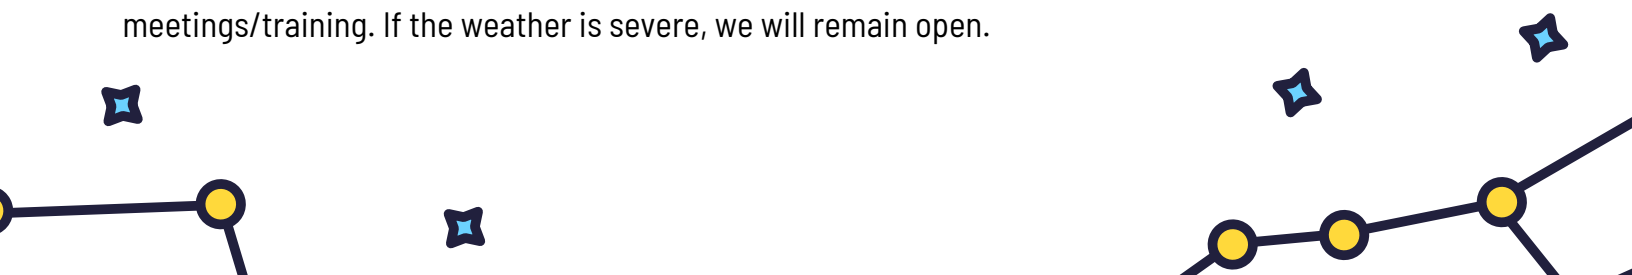 meetings/training. If the weather is severe, we will remain open.